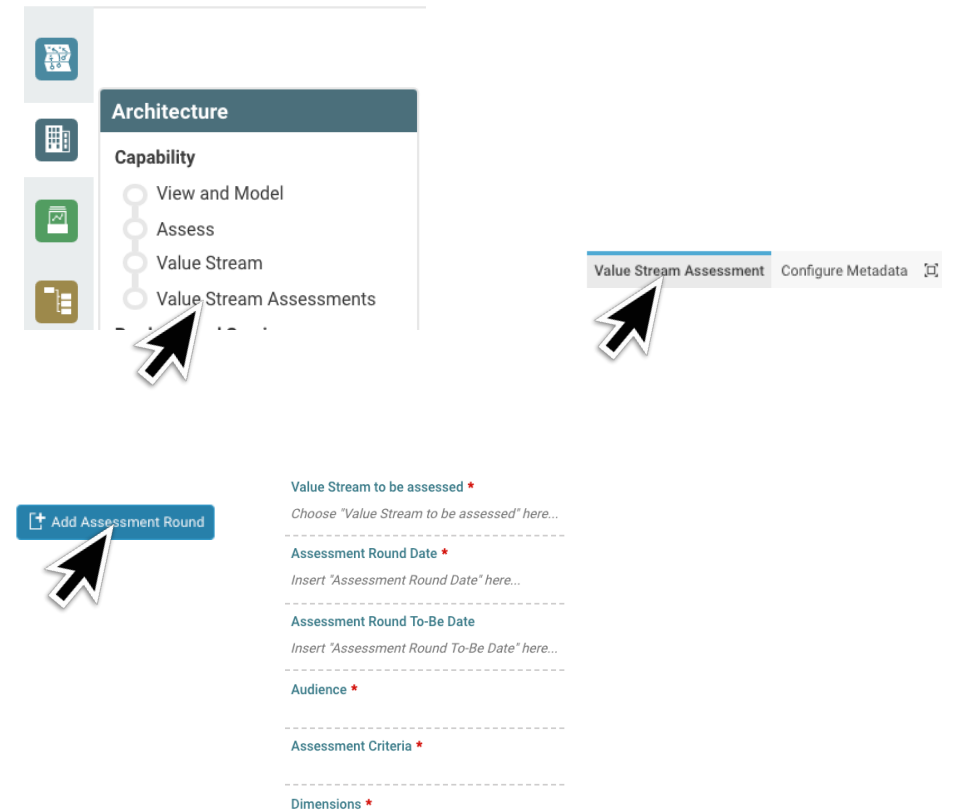 Architecture
Capability
View and Model
Assess
Value Stream
Value Stream Assessments
Value Stream Assessment
Configure Metadata
Add Assessment Round
Value Stream to be assessed *
Choose "Value Stream to be assessed" here...
Assessment Round Date *
Insert "Assessment Round Date" here...
Assessment Round To-Be Date
Insert "Assessment Round To-Be Date" here...
Audience *
Assessment Criteria *
Dimensions *